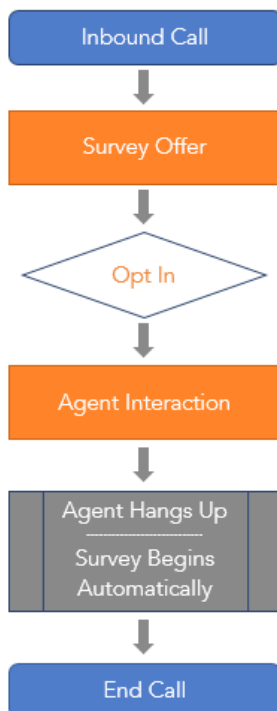 Inbound Call
Survey Offer
Opt In
Agent Interaction
Agent Hangs Up
Survey Begins
Automatically
End Call